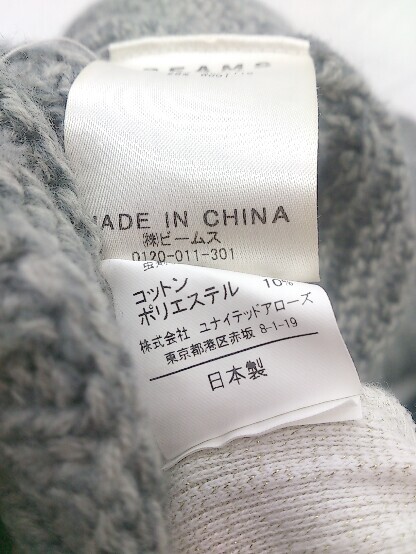 BEAMS
MADE IN CHINA
㈱ビームス
0120-011-301
コットン 10%
ポリエステル
株式会社 ユナイテッドアローズ
東京都港区赤坂 8-1-19
日本製